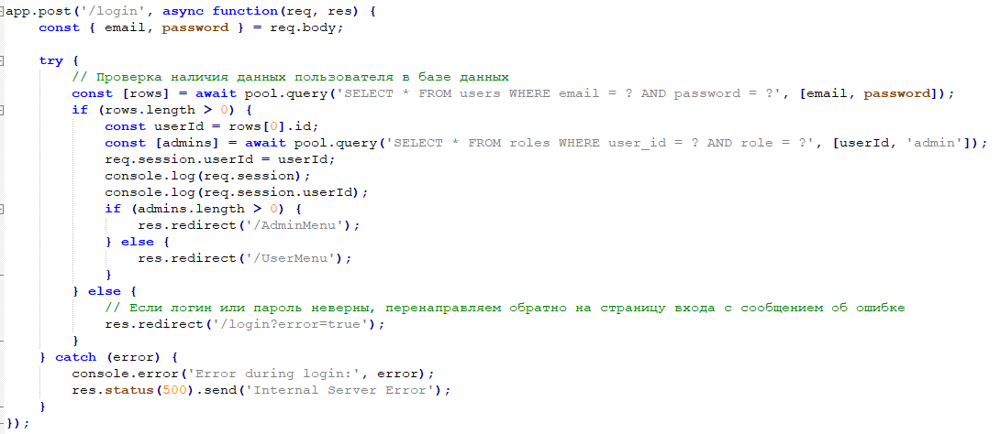 app.post('/login', async function(req, res) {
    const { email, password } = req.body;

    try {
        // Проверка наличия данных пользователя в базе данных
        const [rows] = await pool.query('SELECT * FROM users WHERE email = ? AND password = ?', [email, password]);
        if (rows.length > 0) {
            const userId = rows[0].id;
            const [admins] = await pool.query('SELECT * FROM roles WHERE user_id = ? AND role = ?', [userId, 'admin']);
            req.session.userId = userId;
            console.log(req.session);
            console.log(req.session.userId);
            if (admins.length > 0) {
                res.redirect('/AdminMenu');
            } else {
                res.redirect('/UserMenu');
            }
        } else {
            // Если логин или пароль неверны, перенаправляем обратно на страницу входа с сообщением об ошибке
            res.redirect('/login?error=true');
        }
    } catch (error) {
        console.error('Error during login:', error);
        res.status(500).send('Internal Server Error');
    }
});